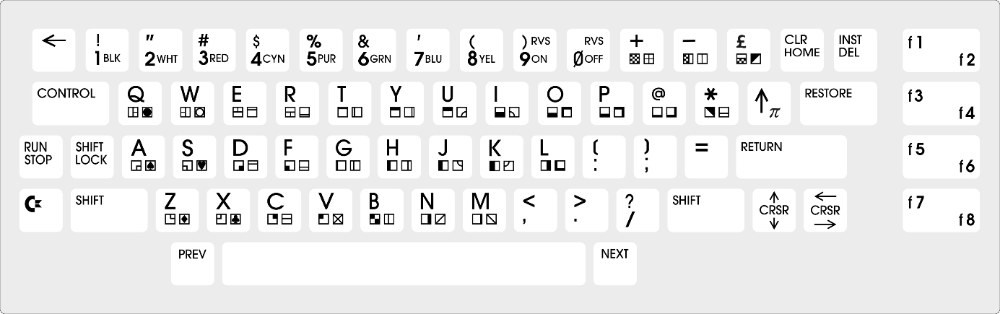 ← ! " # $ % & ' ( ) RVS RVS + − £ CLR INST f1
1 BLK 2 WHT 3 RED 4 CYN 5 PUR 6 GRN 7 BLU 8 YEL 9 ON 0 OFF HOME DEL f2
CONTROL Q W E R T Y U I O P @ * ↑ RESTORE f3
π f4
RUN SHIFT A S D F G H J K L ( ) = RETURN f5
STOP LOCK : ; f6
C= SHIFT Z X C V B N M < > ? SHIFT ↑ CRSR ↓ ← CRSR → f7
, . / f8
PREV NEXT